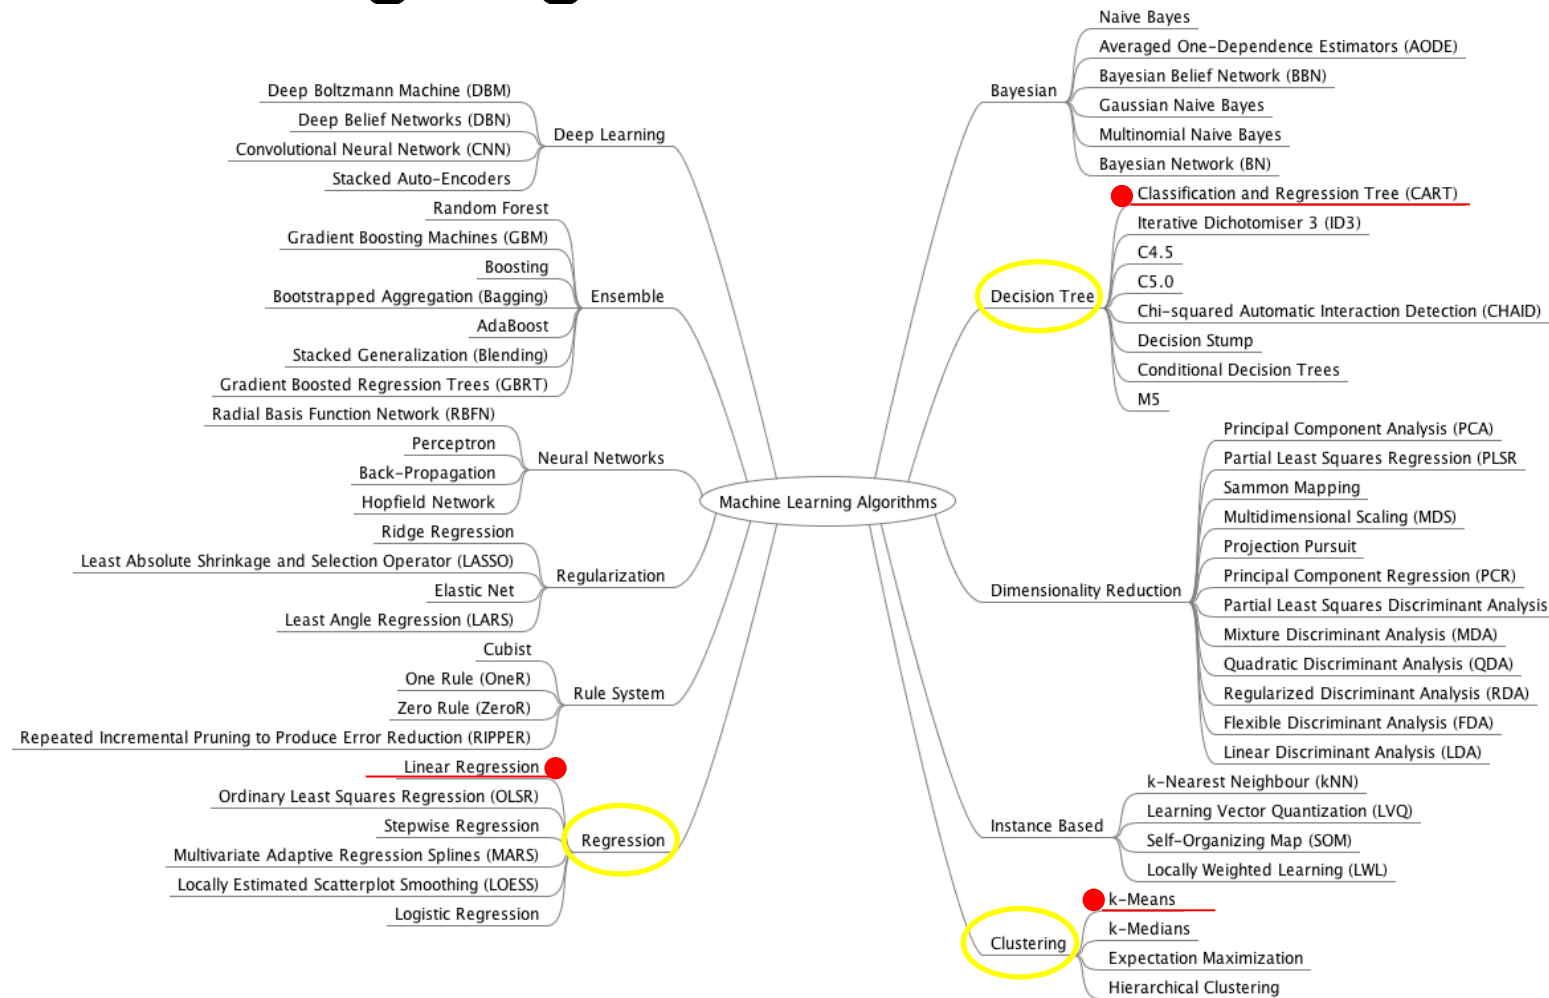 Deep Boltzmann Machine (DBM)
Deep Belief Networks (DBN)
Convolutional Neural Network (CNN)
Stacked Auto-Encoders
Deep Learning
Random Forest
Gradient Boosting Machines (GBM)
Boosting
Bootstrapped Aggregation (Bagging)
AdaBoost
Stacked Generalization (Blending)
Gradient Boosted Regression Trees (GBRT)
Ensemble
Radial Basis Function Network (RBFN)
Perceptron
Back-Propagation
Hopfield Network
Neural Networks
Ridge Regression
Least Absolute Shrinkage and Selection Operator (LASSO)
Elastic Net
Least Angle Regression (LARS)
Regularization
Cubist
One Rule (OneR)
Zero Rule (ZeroR)
Repeated Incremental Pruning to Produce Error Reduction (RIPPER)
Rule System
Linear Regression
Ordinary Least Squares Regression (OLSR)
Stepwise Regression
Multivariate Adaptive Regression Splines (MARS)
Locally Estimated Scatterplot Smoothing (LOESS)
Logistic Regression
Regression
Machine Learning Algorithms
Bayesian
Naive Bayes
Averaged One-Dependence Estimators (AODE)
Bayesian Belief Network (BBN)
Gaussian Naive Bayes
Multinomial Naive Bayes
Bayesian Network (BN)
Decision Tree
Classification and Regression Tree (CART)
Iterative Dichotomiser 3 (ID3)
C4.5
C5.0
Chi-squared Automatic Interaction Detection (CHAID)
Decision Stump
Conditional Decision Trees
M5
Dimensionality Reduction
Principal Component Analysis (PCA)
Partial Least Squares Regression (PLSR
Sammon Mapping
Multidimensional Scaling (MDS)
Projection Pursuit
Principal Component Regression (PCR)
Partial Least Squares Discriminant Analysis
Mixture Discriminant Analysis (MDA)
Quadratic Discriminant Analysis (QDA)
Regularized Discriminant Analysis (RDA)
Flexible Discriminant Analysis (FDA)
Linear Discriminant Analysis (LDA)
Instance Based
k-Nearest Neighbour (kNN)
Learning Vector Quantization (LVQ)
Self-Organizing Map (SOM)
Locally Weighted Learning (LWL)
Clustering
k-Means
k-Medians
Expectation Maximization
Hierarchical Clustering